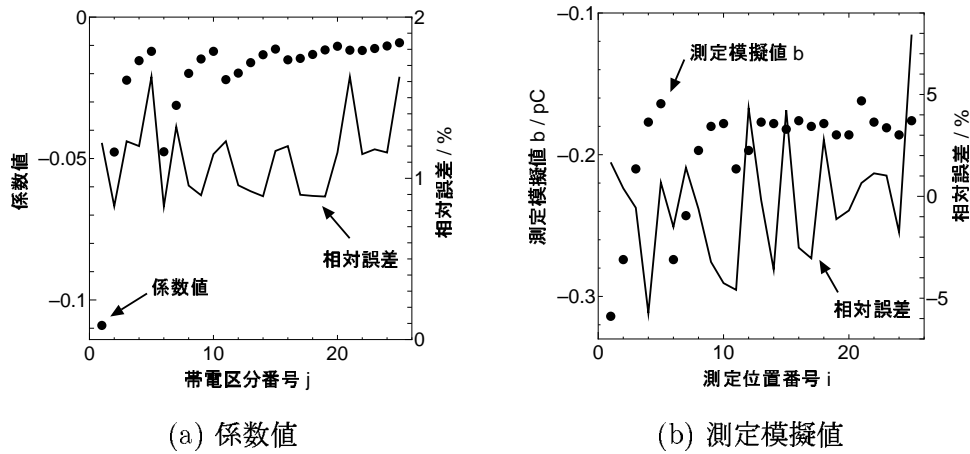 0
−0.05
−0.1
係数値
2
1
0
相対誤差 / %
相対誤差
係数値
0
10
20
帯電区分番号 j
(a) 係数値
−0.1
−0.2
−0.3
測定模擬値 b / pC
測定模擬値 b
5
0
−5
相対誤差 / %
相対誤差
0
10
20
測定位置番号 i
(b) 測定模擬値